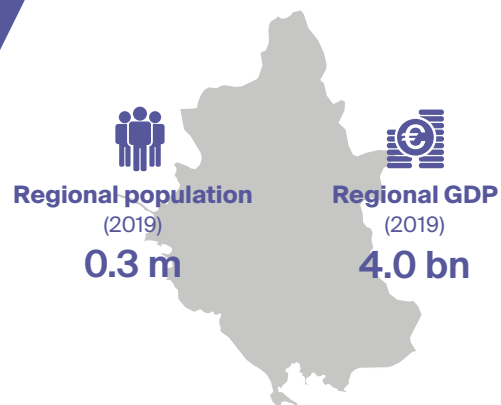 Regional population
(2019)
0.3 m
€
Regional GDP
(2019)
4.0 bn